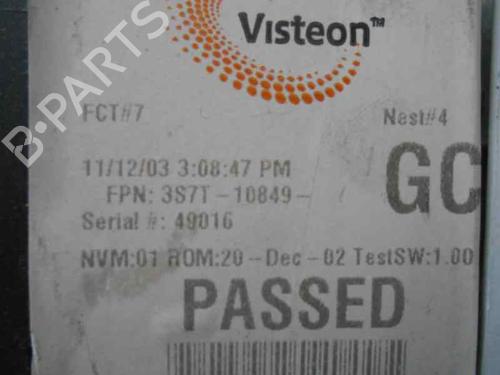 Visteon™
FCT#7 Nest#4
11/12/03 3:08:47 PM
FPN: 3S7T-10849-
GC
Serial #: 49016
NVM:01 ROM:20-Dec-02 TestSW:1.00
PASSED
B-PARTS